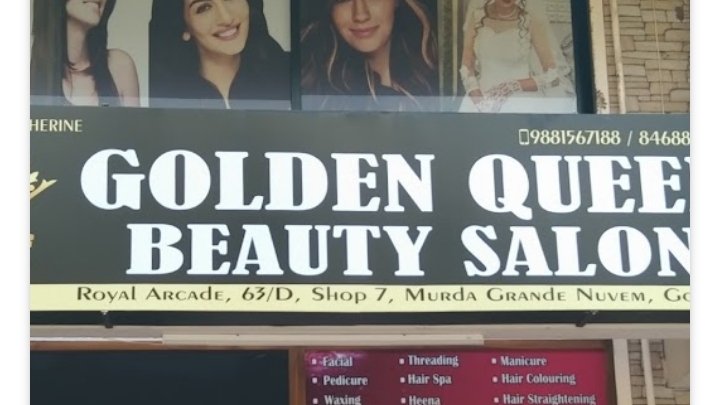 HERINE
9881567188 / 84688
GOLDEN QUEE
BEAUTY SALON
ROYAL ARCADE, 63/D, SHOP 7, MURDA GRANDE NUVEM, GO
Facial
Threading
Manicure
Pedicure
Hair Spa
Hair Colouring
Waxing
Heena
Hair Straightening